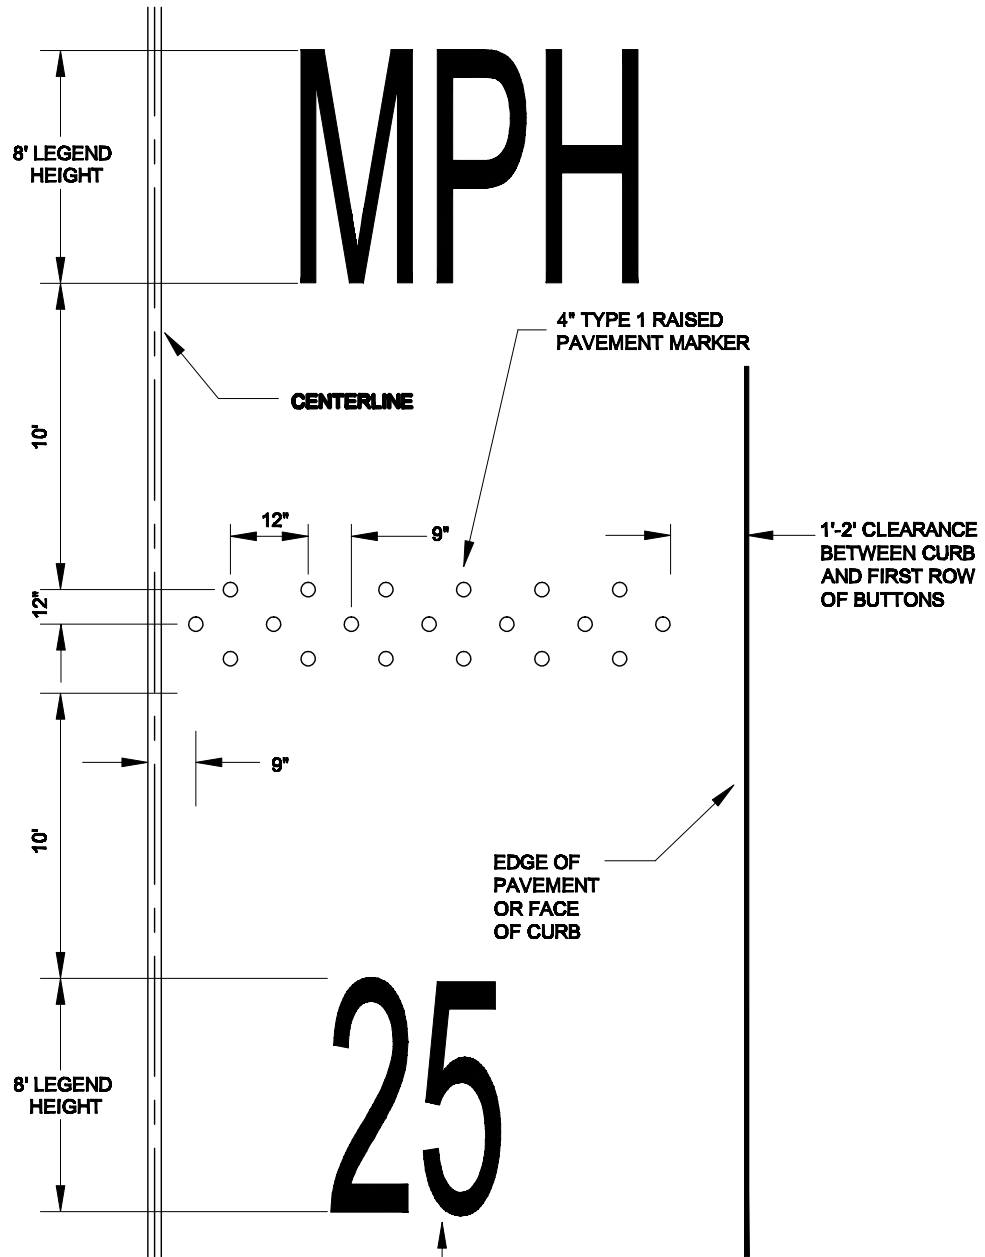 MPH
8' LEGEND
HEIGHT
4" TYPE 1 RAISED
PAVEMENT MARKER
CENTERLINE
10'
12"
9"
1'-2' CLEARANCE
BETWEEN CURB
AND FIRST ROW
OF BUTTONS
12"
9"
10'
EDGE OF
PAVEMENT
OR FACE
OF CURB
25
8' LEGEND
HEIGHT